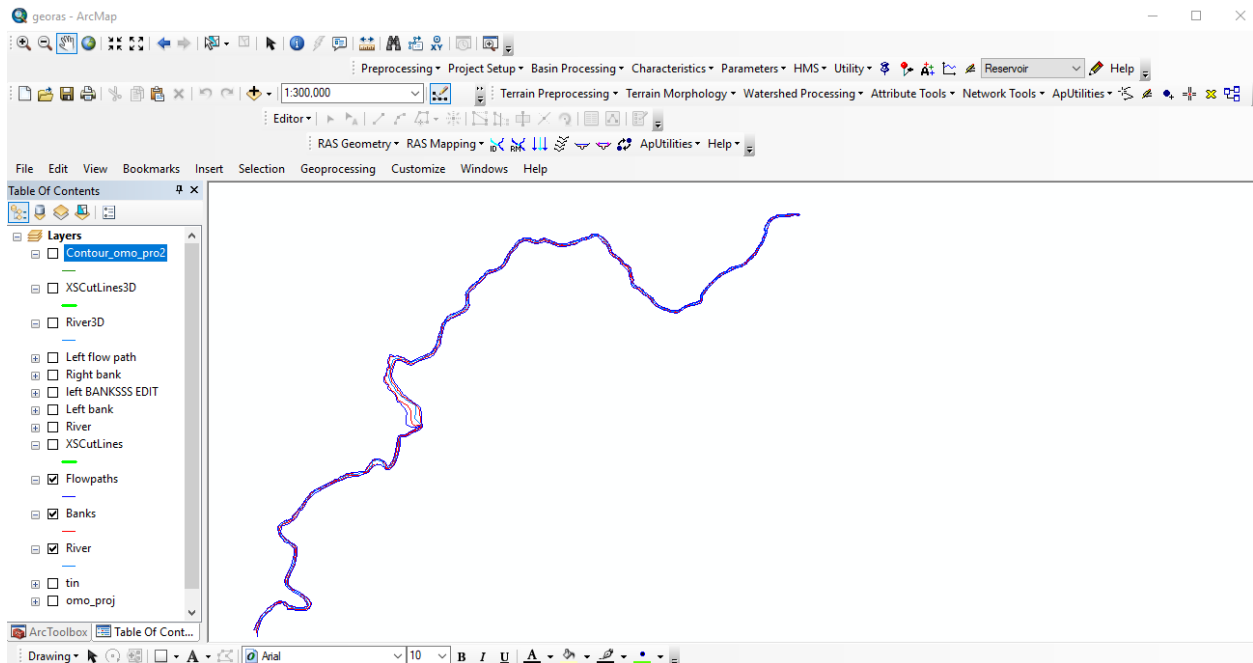 georas - ArcMap
Preprocessing Project Setup Basin Processing Characteristics Parameters HMS Utility Reservoir Help
1:300,000 Terrain Preprocessing Terrain Morphology Watershed Processing Attribute Tools Network Tools ApUtilities
Editor
RAS Geometry RAS Mapping ID RM ApUtilities Help
File Edit View Bookmarks Insert Selection Geoprocessing Customize Windows Help
Table Of Contents
Layers
Contour_omo_pro2
XSCutLines3D
River3D
Left flow path
Right bank
left BANKSSS EDIT
Left bank
River
XSCutLines
Flowpaths
Banks
River
tin
omo_proj
ArcToolbox Table Of Cont...
Drawing A Arial 10 B I U A